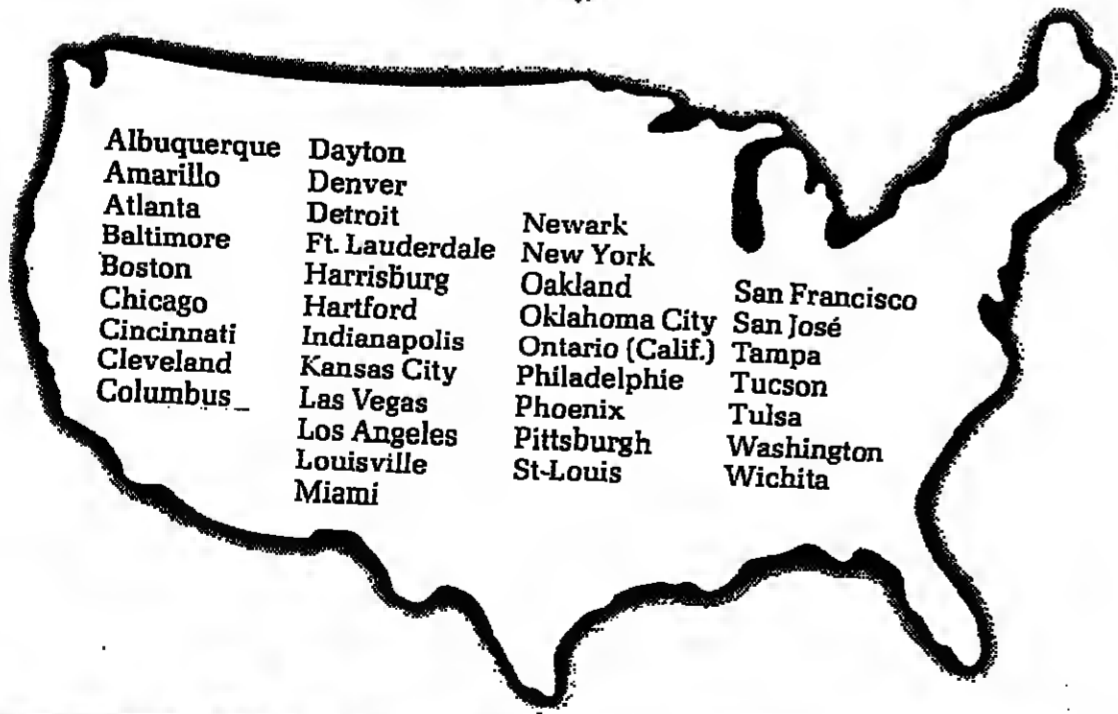 Albuquerque
Amarillo
Atlanta
Baltimore
Boston
Chicago
Cincinnati
Cleveland
Columbus
Dayton
Denver
Detroit
Ft. Lauderdale
Harrisburg
Hartford
Indianapolis
Kansas City
Las Vegas
Los Angeles
Louisville
Miami
Newark
New York
Oakland
Oklahoma City
Ontario (Calif.)
Philadelphie
Phoenix
Pittsburgh
St-Louis
San Francisco
San José
Tampa
Tucson
Tulsa
Washington
Wichita